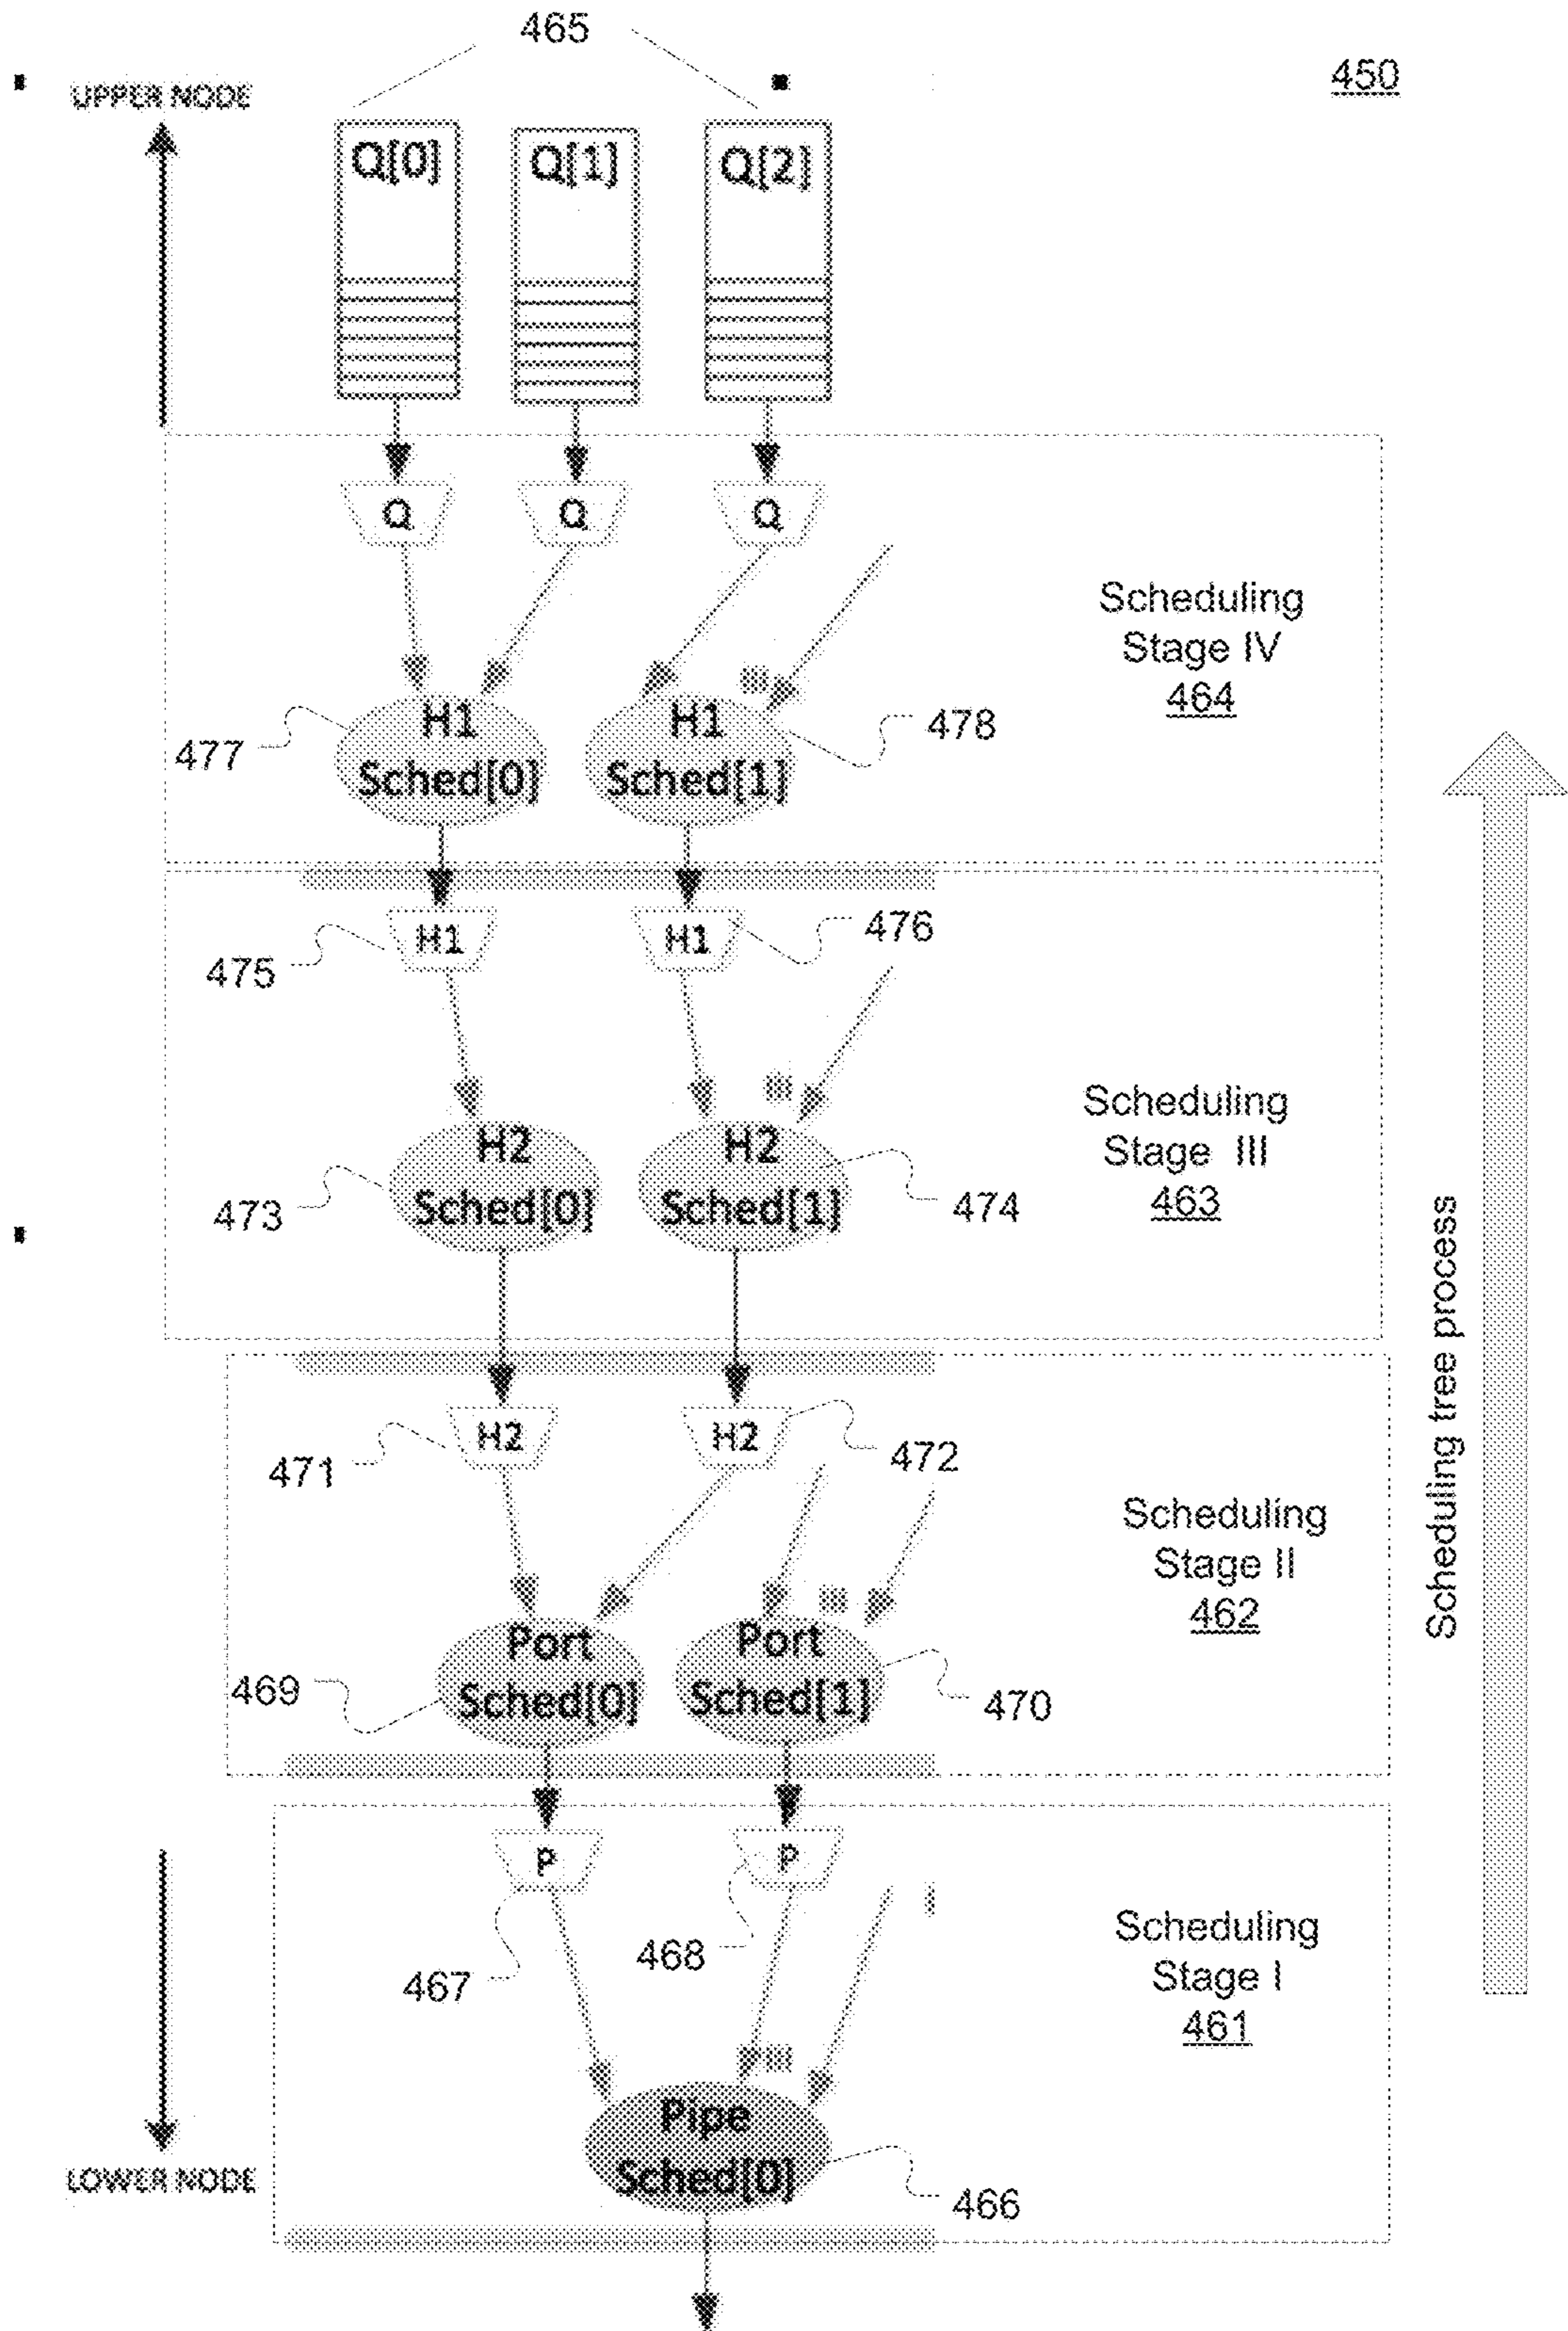 465
450
UPPER NODE
Q[0]
Q[1]
Q[2]
Q
Q
Q
Scheduling
Stage IV
464
477
H1
Sched[0]
H1
Sched[1]
478
475
H1
H1
476
Scheduling
Stage III
463
473
H2
Sched[0]
H2
Sched[1]
474
Scheduling tree process
471
H2
H2
472
Scheduling
Stage II
462
469
Port
Sched[0]
Port
Sched[1]
470
P
P
467
468
Scheduling
Stage I
461
Pipe
Sched[0]
466
LOWER NODE